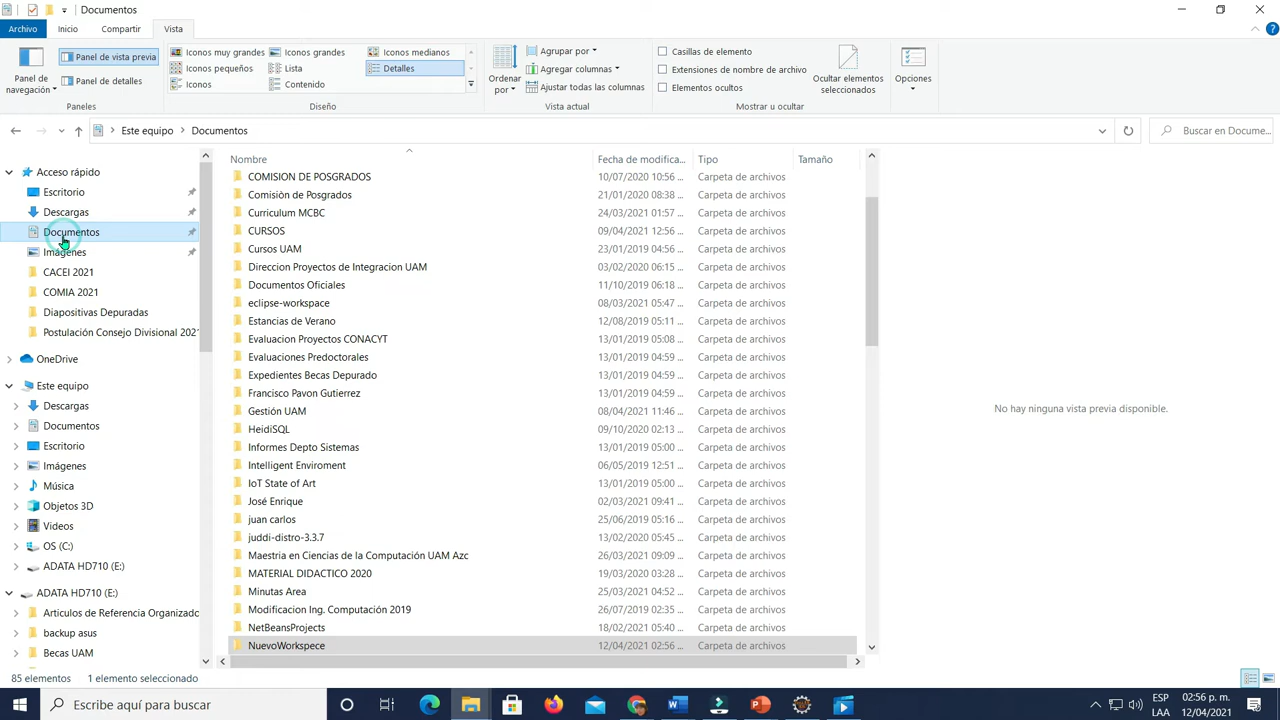 Documentos
Archivo Inicio Compartir Vista
Panel de navegación
Panel de vista previa
Panel de detalles
Paneles
Iconos muy grandes Iconos grandes Iconos medianos
Iconos pequeños Lista Detalles
Iconos Contenido
Diseño
Ordenar por
Agrupar por
Agregar columnas
Ajustar todas las columnas
Vista actual
Casillas de elemento
Extensiones de nombre de archivo
Elementos ocultos
Ocultar elementos seleccionados
Mostrar u ocultar
Opciones
Este equipo > Documentos
Buscar en Docume...
Acceso rápido
Escritorio
Descargas
Documentos
Imágenes
CACEI 2021
COMIA 2021
Diapositivas Depuradas
Postulación Consejo Divisional 202
OneDrive
Este equipo
Descargas
Documentos
Escritorio
Imágenes
Música
Objetos 3D
Videos
OS (C:)
ADATA HD710 (E:)
ADATA HD710 (E:)
Articulos de Referencia Organizado
backup asus
Becas UAM
Nombre Fecha de modifica... Tipo Tamaño
COMISION DE POSGRADOS 10/07/2020 10:56 ... Carpeta de archivos
Comisiòn de Posgrados 21/01/2020 08:38 ... Carpeta de archivos
Curriculum MCBC 24/03/2021 01:57 ... Carpeta de archivos
CURSOS 09/04/2021 12:56 ... Carpeta de archivos
Cursos UAM 23/01/2019 04:56 ... Carpeta de archivos
Direccion Proyectos de Integracion UAM 03/02/2020 06:15 ... Carpeta de archivos
Documentos Oficiales 11/10/2019 06:18 ... Carpeta de archivos
eclipse-workspace 08/03/2021 05:47 ... Carpeta de archivos
Estancias de Verano 12/08/2019 05:11 ... Carpeta de archivos
Evaluacion Proyectos CONACYT 13/01/2019 05:08 ... Carpeta de archivos
Evaluaciones Predoctorales 13/01/2019 04:59 ... Carpeta de archivos
Expedientes Becas Depurado 13/01/2019 04:59 ... Carpeta de archivos
Francisco Pavon Gutierrez 13/01/2019 04:59 ... Carpeta de archivos
Gestión UAM 08/04/2021 11:46 ... Carpeta de archivos
HeidiSQL 09/10/2020 02:13 ... Carpeta de archivos
Informes Depto Sistemas 13/01/2019 05:00 ... Carpeta de archivos
Intelligent Enviroment 06/05/2019 12:51 ... Carpeta de archivos
IoT State of Art 13/01/2019 05:00 ... Carpeta de archivos
José Enrique 02/03/2021 09:41 ... Carpeta de archivos
juan carlos 25/06/2019 05:16 ... Carpeta de archivos
juddi-distro-3.3.7 13/02/2020 05:45 ... Carpeta de archivos
Maestria en Ciencias de la Computación UAM Azc 26/03/2021 09:09 ... Carpeta de archivos
MATERIAL DIDACTICO 2020 19/03/2020 03:28 ... Carpeta de archivos
Minutas Area 25/03/2021 04:52 ... Carpeta de archivos
Modificacion Ing. Computación 2019 26/07/2019 02:35 ... Carpeta de archivos
NetBeansProjects 18/02/2021 05:40 ... Carpeta de archivos
NuevoWorkspece 12/04/2021 02:56 ... Carpeta de archivos
No hay ninguna vista previa disponible.
85 elementos 1 elemento seleccionado
Escribe aquí para buscar
ESP 02:56 p. m.
LAA 12/04/2021